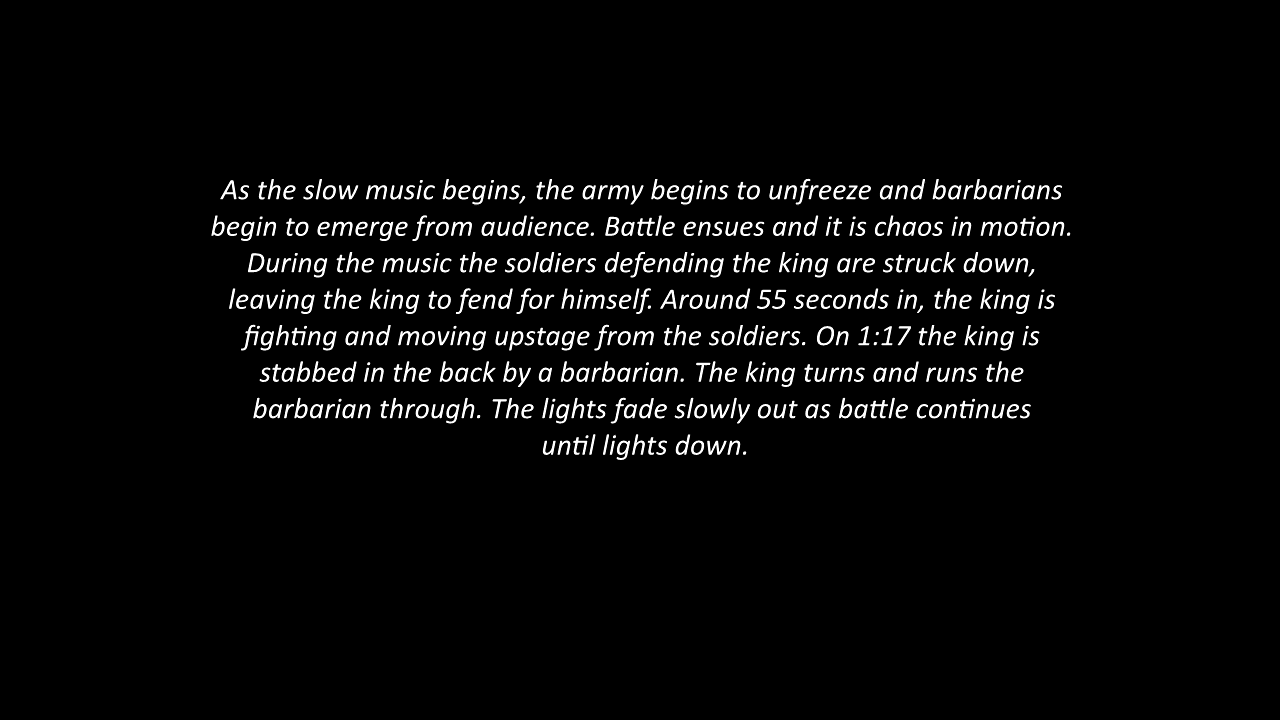 As the slow music begins, the army begins to unfreeze and barbarians
begin to emerge from audience. Battle ensues and it is chaos in motion.
During the music the soldiers defending the king are struck down,
leaving the king to fend for himself. Around 55 seconds in, the king is
fighting and moving upstage from the soldiers. On 1:17 the king is
stabbed in the back by a barbarian. The king turns and runs the
barbarian through. The lights fade slowly out as battle continues
until lights down.